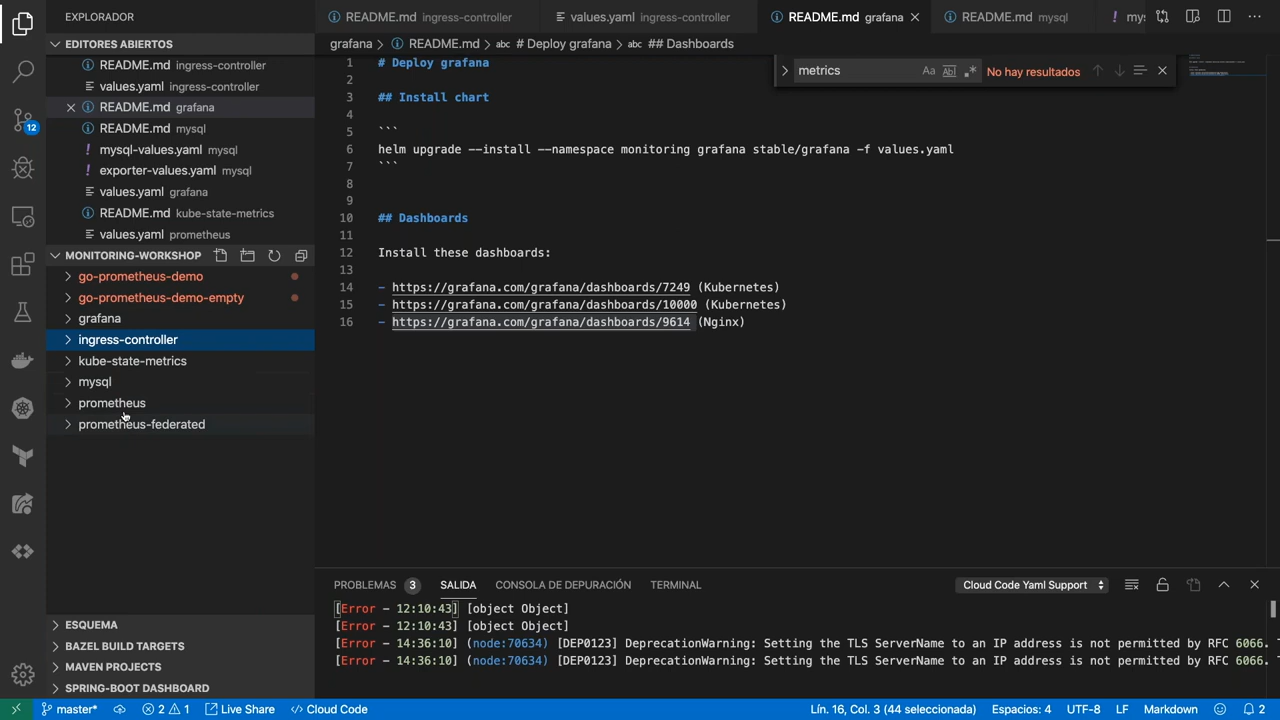 EXPLORADOR
EDITORES ABIERTOS
README.md ingress-controller
values.yaml ingress-controller
README.md grafana
README.md mysql
mysql-values.yaml mysql
exporter-values.yaml mysql
values.yaml grafana
README.md kube-state-metrics
values.yaml prometheus
MONITORING-WORKSHOP
go-prometheus-demo
go-prometheus-demo-empty
grafana
ingress-controller
kube-state-metrics
mysql
prometheus
prometheus-federated
ESQUEMA
BAZEL BUILD TARGETS
MAVEN PROJECTS
SPRING-BOOT DASHBOARD
12
README.md ingress-controller
values.yaml ingress-controller
README.md grafana
README.md mysql
! mys
grafana > README.md > abc # Deploy grafana > abc ## Dashboards
metrics Aa Abl No hay resultados
1 # Deploy grafana
2
3 ## Install chart
4
5 ```
6 helm upgrade --install --namespace monitoring grafana stable/grafana -f values.yaml
7 ```
8
9
10 ## Dashboards
11
12 Install these dashboards:
13
14 - https://grafana.com/grafana/dashboards/7249 (Kubernetes)
15 - https://grafana.com/grafana/dashboards/10000 (Kubernetes)
16 - https://grafana.com/grafana/dashboards/9614 (Nginx)
PROBLEMAS 3 SALIDA CONSOLA DE DEPURACIÓN TERMINAL Cloud Code Yaml Support
[Error - 12:10:43] [object Object]
[Error - 12:10:43] [object Object]
[Error - 14:36:10] (node:70634) [DEP0123] DeprecationWarning: Setting the TLS ServerName to an IP address is not permitted by RFC 6066.
[Error - 14:36:10] (node:70634) [DEP0123] DeprecationWarning: Setting the TLS ServerName to an IP address is not permitted by RFC 6066.
master* 2 1 Live Share </> Cloud Code Lín. 16, Col. 3 (44 seleccionada) Espacios: 4 UTF-8 LF Markdown 2